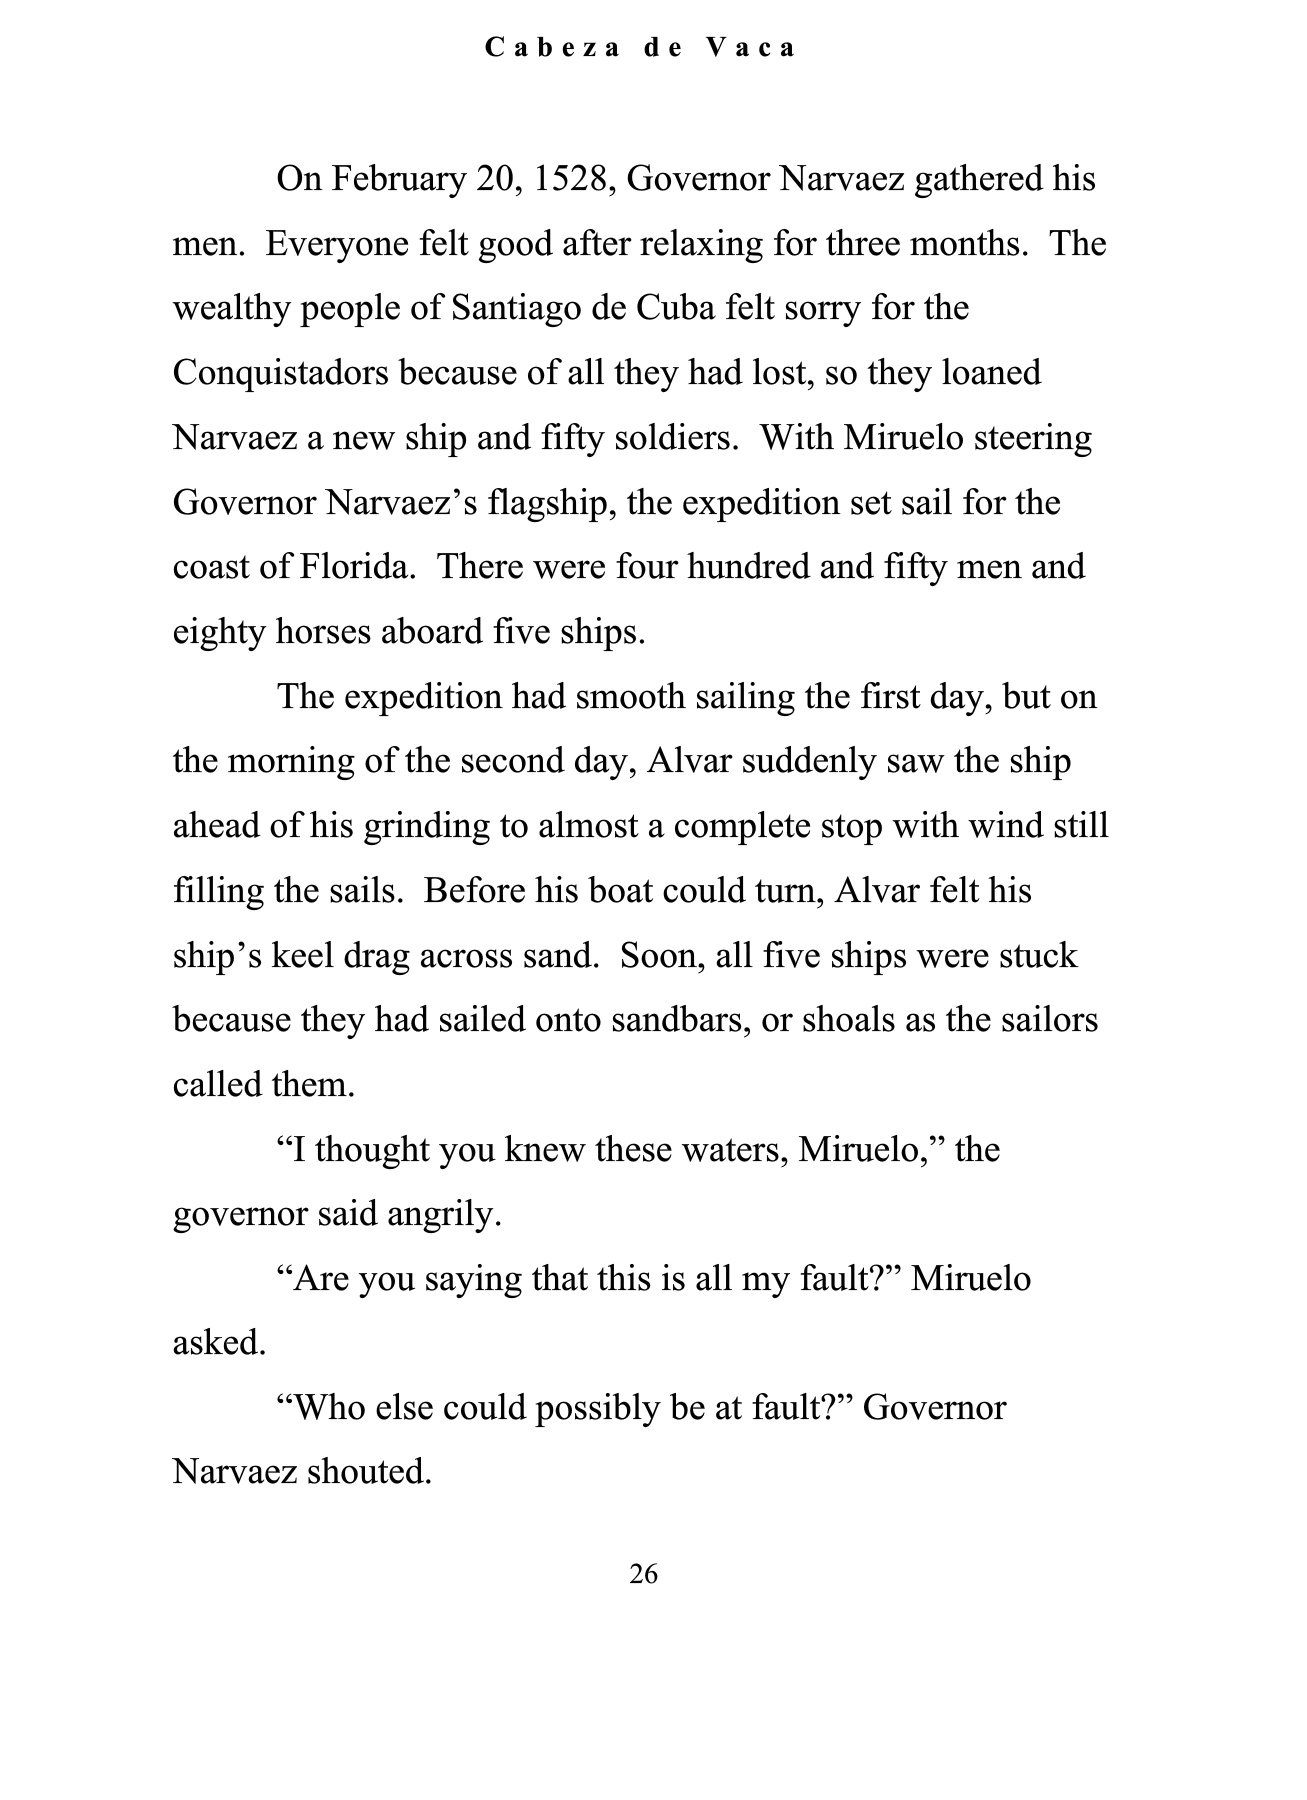 Cabeza de Vaca
On February 20, 1528, Governor Narvaez gathered his
men.  Everyone felt good after relaxing for three months.  The
wealthy people of Santiago de Cuba felt sorry for the
Conquistadors because of all they had lost, so they loaned
Narvaez a new ship and fifty soldiers.  With Miruelo steering
Governor Narvaez’s flagship, the expedition set sail for the
coast of Florida.  There were four hundred and fifty men and
eighty horses aboard five ships.
The expedition had smooth sailing the first day, but on
the morning of the second day, Alvar suddenly saw the ship
ahead of his grinding to almost a complete stop with wind still
filling the sails.  Before his boat could turn, Alvar felt his
ship’s keel drag across sand.  Soon, all five ships were stuck
because they had sailed onto sandbars, or shoals as the sailors
called them.
“I thought you knew these waters, Miruelo,” the
governor said angrily.
“Are you saying that this is all my fault?” Miruelo
asked.
“Who else could possibly be at fault?” Governor
Narvaez shouted.
26